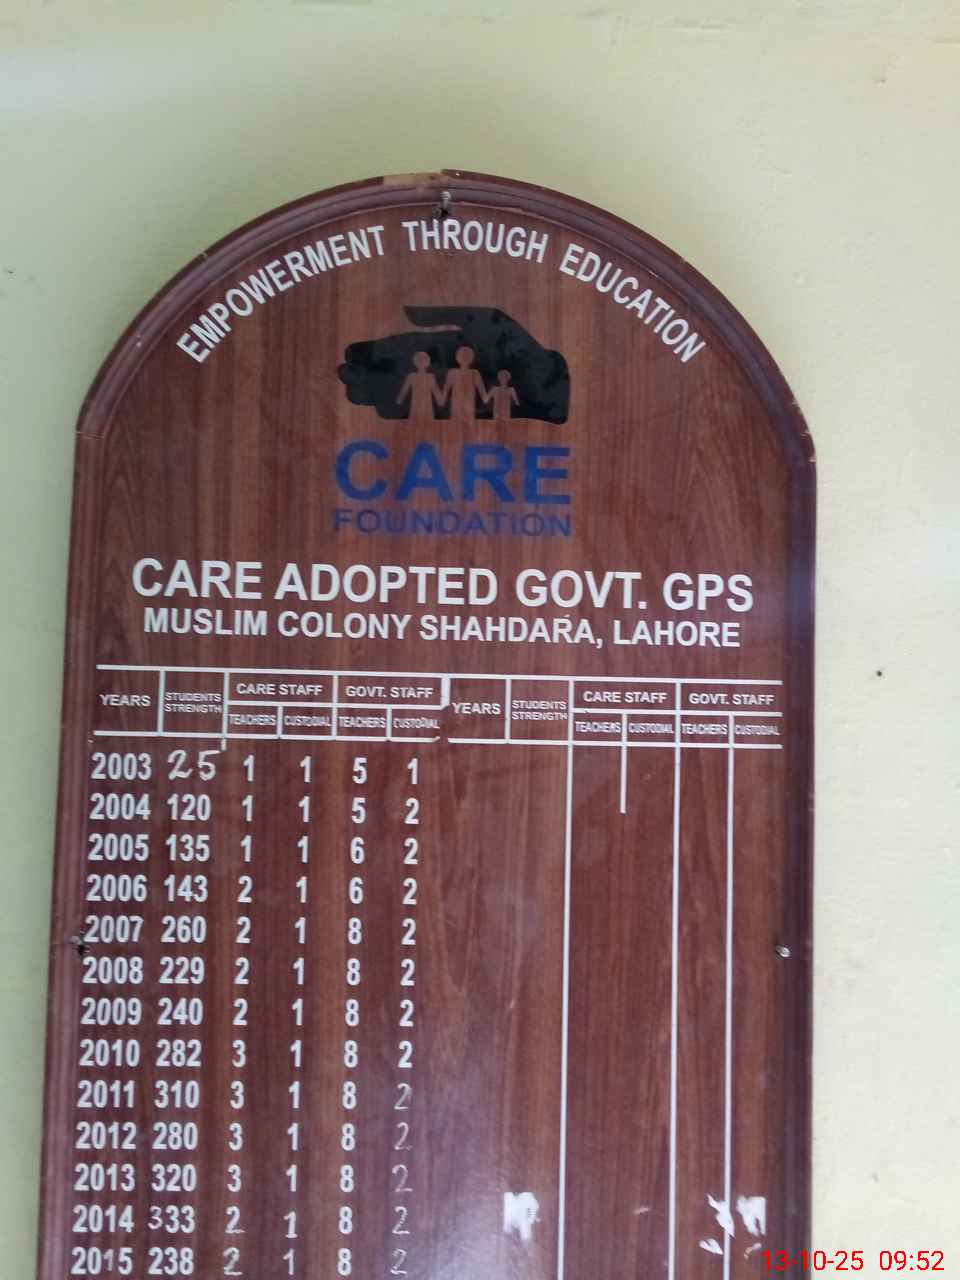 EMPOWERMENT THROUGH EDUCATION
CARE
FOUNDATION
CARE ADOPTED GOVT. GPS
MUSLIM COLONY SHAHDARA, LAHORE
YEARS STUDENTS STRENGTH CARE STAFF GOVT. STAFF YEARS STUDENTS STRENGTH CARE STAFF GOVT. STAFF
TEACHERS CUSTODIAL TEACHERS CUSTODIAL TEACHERS CUSTODIAL TEACHERS CUSTODIAL
2003 25 1 1 5 1
2004 120 1 1 5 2
2005 135 1 1 6 2
2006 143 2 1 6 2
2007 260 2 1 8 2
2008 229 2 1 8 2
2009 240 2 1 8 2
2010 282 3 1 8 2
2011 310 3 1 8 2
2012 280 3 1 8 2
2013 320 3 1 8 2
2014 333 2 1 8 2
2015 238 2 1 8 2
13-10-25 09:52